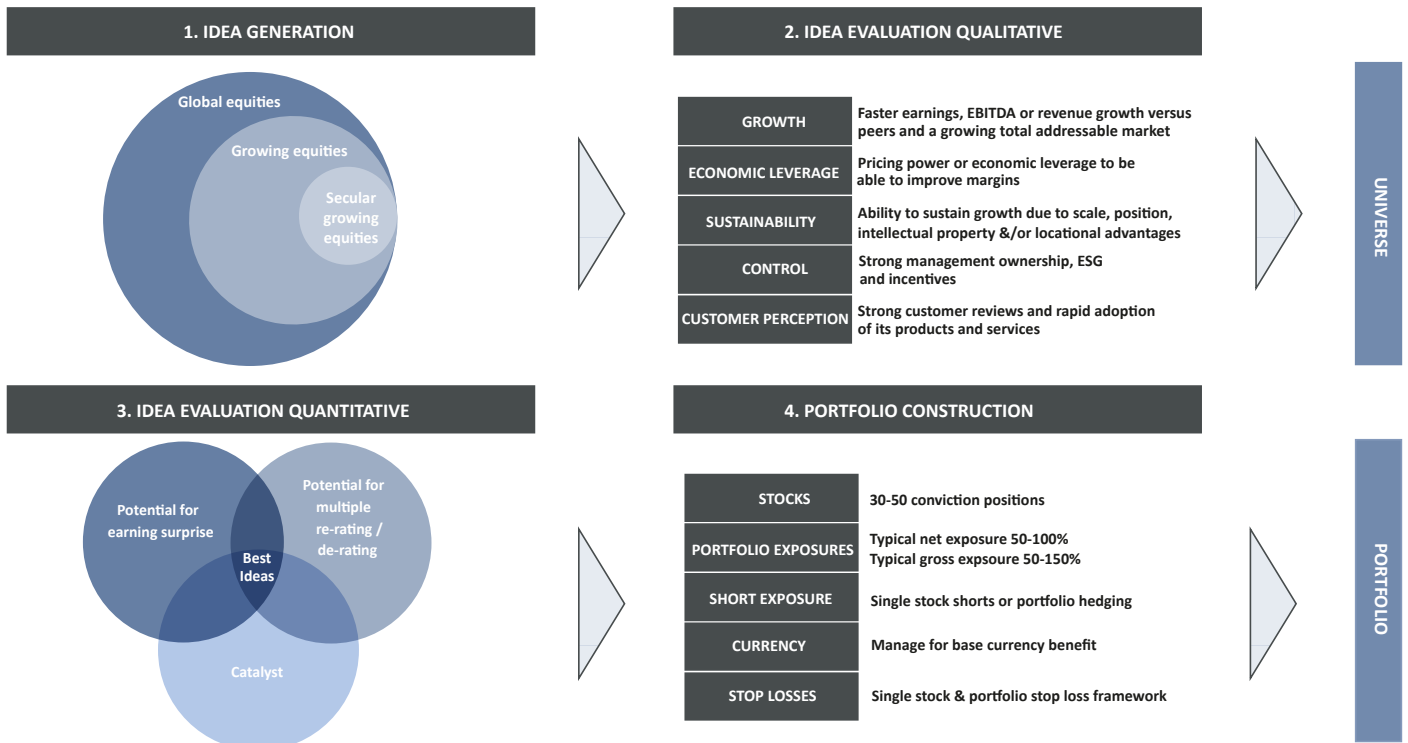 1. IDEA GENERATION
Global equities
Growing equities
Secular
growing
equities
2. IDEA EVALUATION QUALITATIVE
GROWTH
Faster earnings, EBITDA or revenue growth versus
peers and a growing total addressable market
ECONOMIC LEVERAGE
Pricing power or economic leverage to be
able to improve margins
SUSTAINABILITY
Ability to sustain growth due to scale, position,
intellectual property &/or locational advantages
CONTROL
Strong management ownership, ESG
and incentives
CUSTOMER PERCEPTION
Strong customer reviews and rapid adoption
of its products and services
UNIVERSE
3. IDEA EVALUATION QUANTITATIVE
Potential for
earning surprise
Potential for
multiple
re-rating /
de-rating
Best
Ideas
Catalyst
4. PORTFOLIO CONSTRUCTION
STOCKS
30-50 conviction positions
PORTFOLIO EXPOSURES
Typical net exposure 50-100%
Typical gross expsoure 50-150%
SHORT EXPOSURE
Single stock shorts or portfolio hedging
CURRENCY
Manage for base currency benefit
STOP LOSSES
Single stock & portfolio stop loss framework
PORTFOLIO